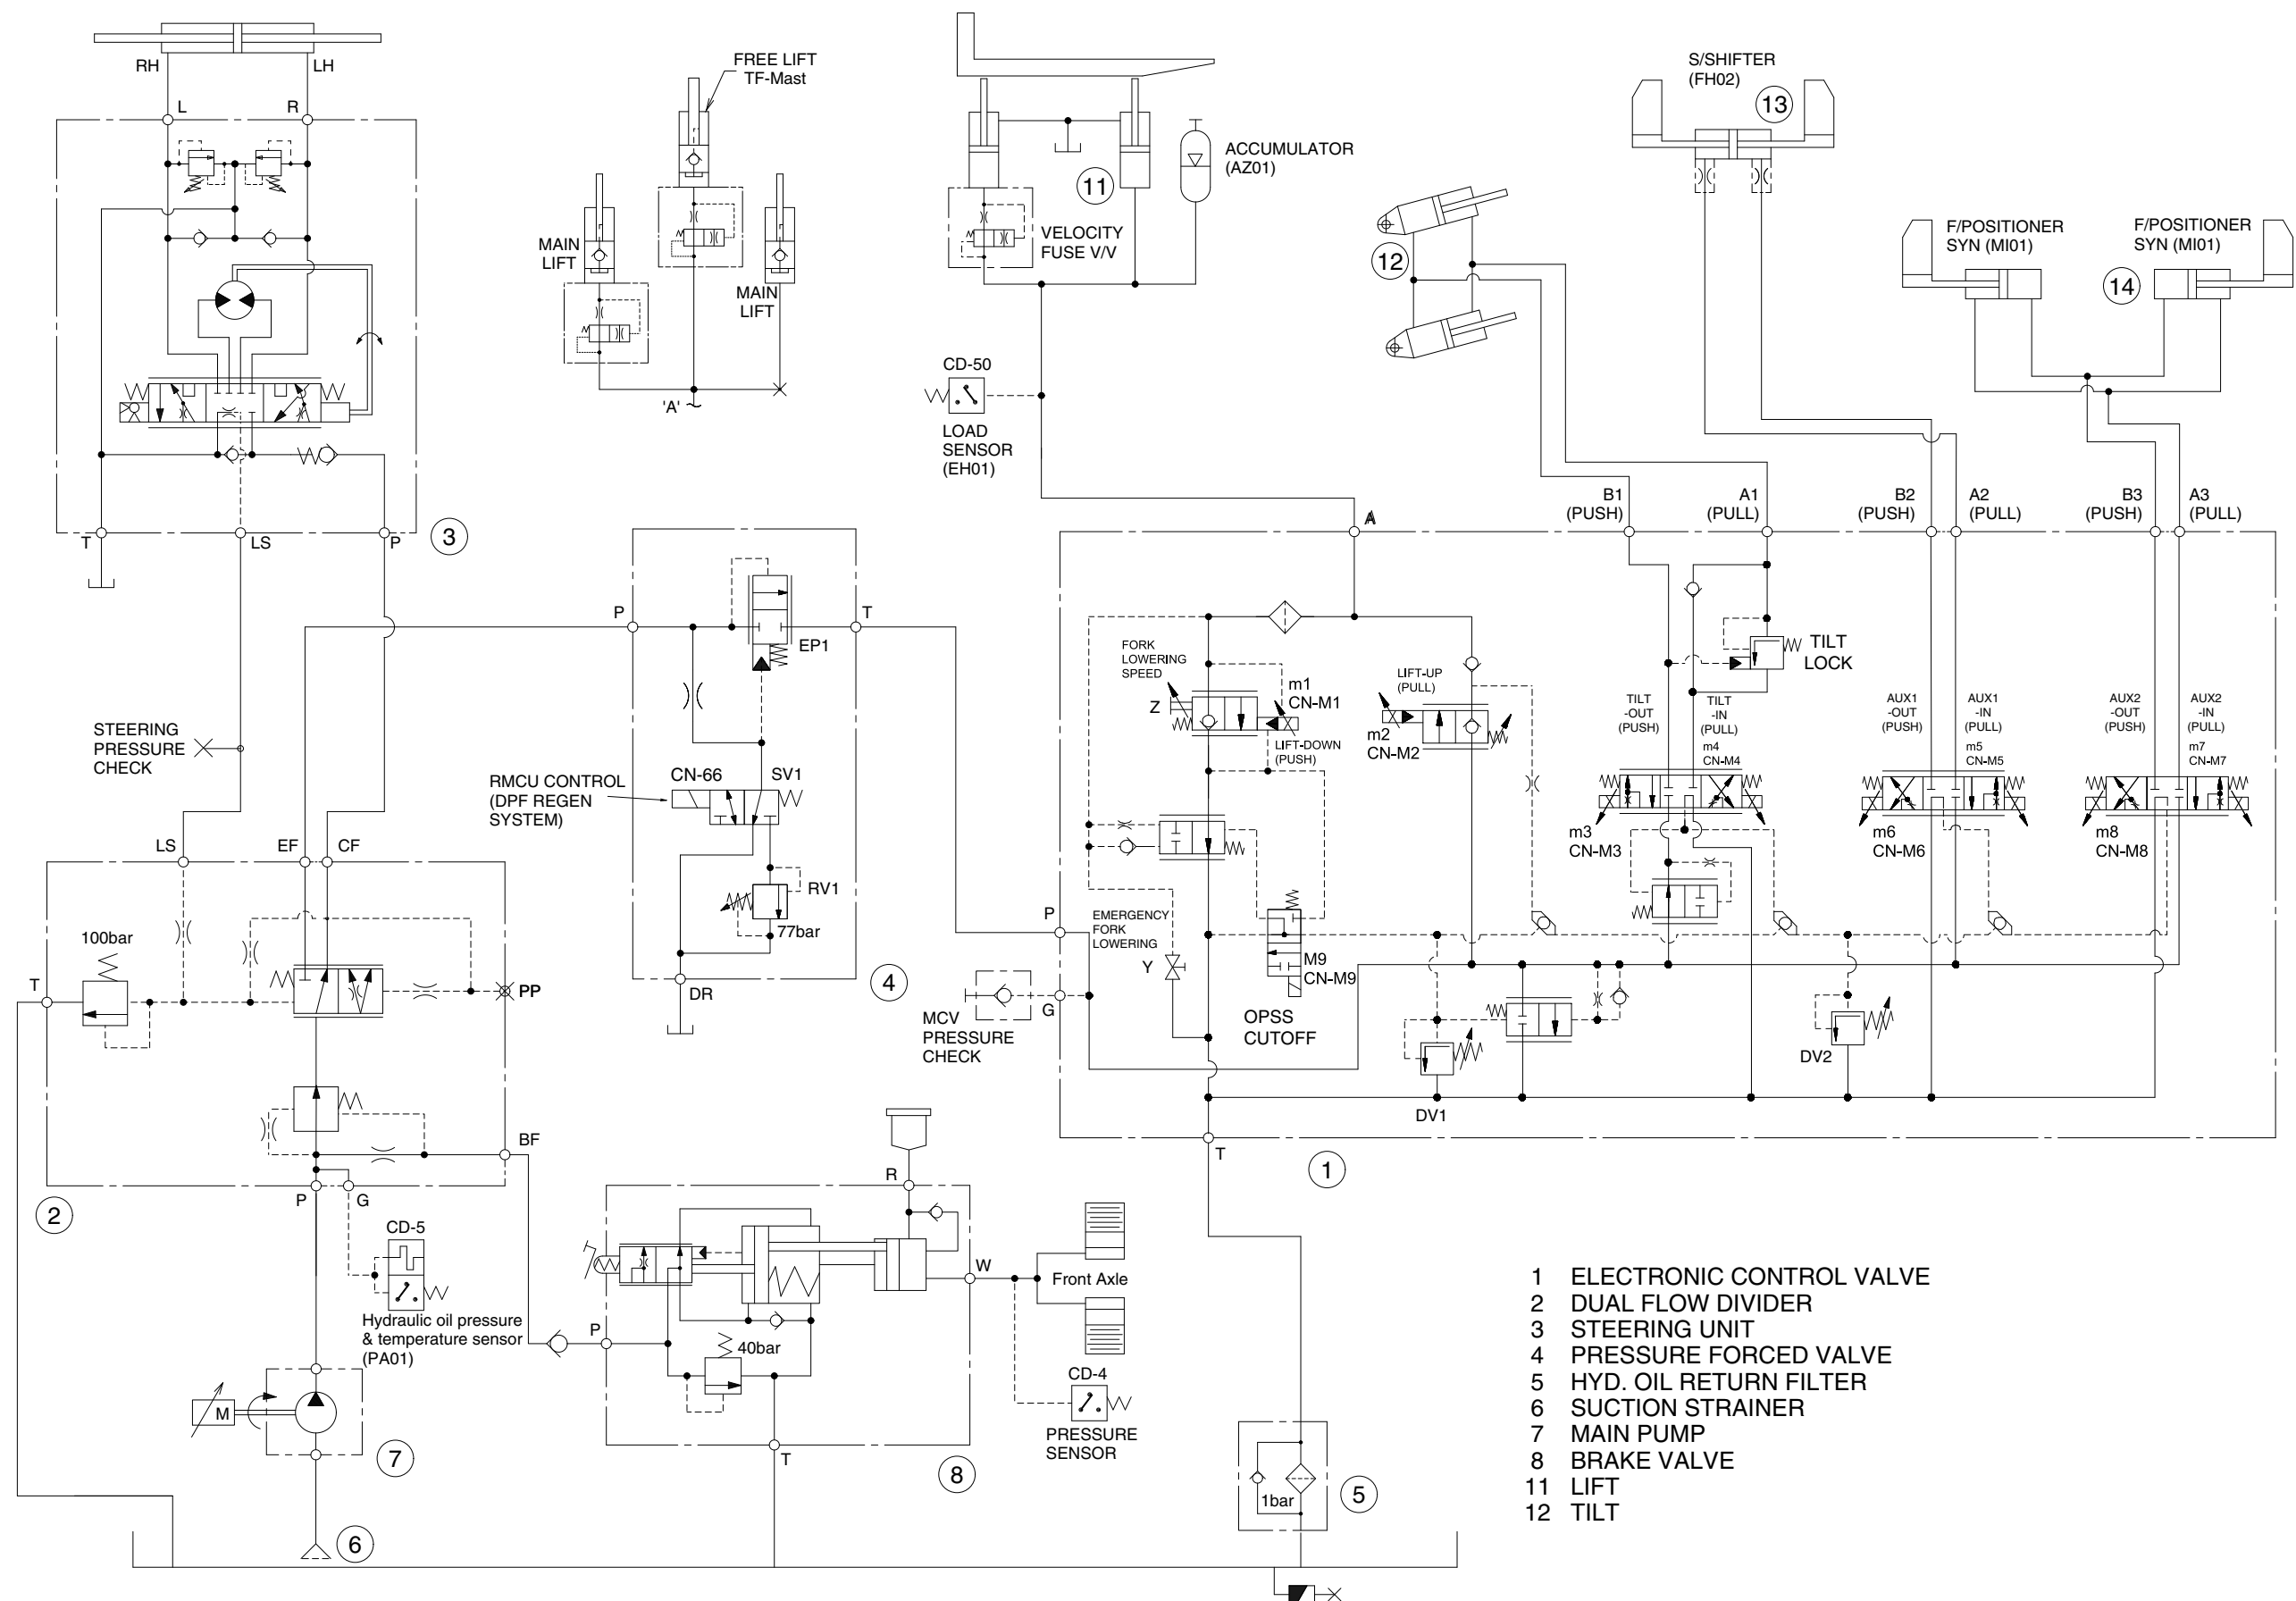 RH
LH
L
R
T
LS
P
3
FREE LIFT
TF-Mast
MAIN
LIFT
MAIN
LIFT
'A'
11
VELOCITY
FUSE V/V
ACCUMULATOR
(AZ01)
CD-50
LOAD
SENSOR
(EH01)
12
S/SHIFTER
(FH02)
13
F/POSITIONER
SYN (MI01)
F/POSITIONER
SYN (MI01)
14
B1
(PUSH)
A1
(PULL)
B2
(PUSH)
A2
(PULL)
B3
(PUSH)
A3
(PULL)
A
STEERING
PRESSURE
CHECK
P
T
EP1
CN-66
SV1
RMCU CONTROL
(DPF REGEN
SYSTEM)
RV1
77bar
DR
4
FORK
LOWERING
SPEED
Z
m1
CN-M1
LIFT-DOWN
(PUSH)
LIFT-UP
(PULL)
m2
CN-M2
TILT
LOCK
TILT
-OUT
(PUSH)
TILT
-IN
(PULL)
m4
CN-M4
m3
CN-M3
AUX1
-OUT
(PUSH)
AUX1
-IN
(PULL)
m5
CN-M5
m6
CN-M6
AUX2
-OUT
(PUSH)
AUX2
-IN
(PULL)
m7
CN-M7
m8
CN-M8
P
EMERGENCY
FORK
LOWERING
Y
M9
CN-M9
OPSS
CUTOFF
G
MCV
PRESSURE
CHECK
DV1
DV2
T
1
LS
EF
CF
100bar
T
PP
BF
P
G
2
CD-5
Hydraulic oil pressure
& temperature sensor
(PA01)
M
7
6
R
W
P
40bar
T
8
Front Axle
CD-4
PRESSURE
SENSOR
1bar
5
1 ELECTRONIC CONTROL VALVE
2 DUAL FLOW DIVIDER
3 STEERING UNIT
4 PRESSURE FORCED VALVE
5 HYD. OIL RETURN FILTER
6 SUCTION STRAINER
7 MAIN PUMP
8 BRAKE VALVE
11 LIFT
12 TILT